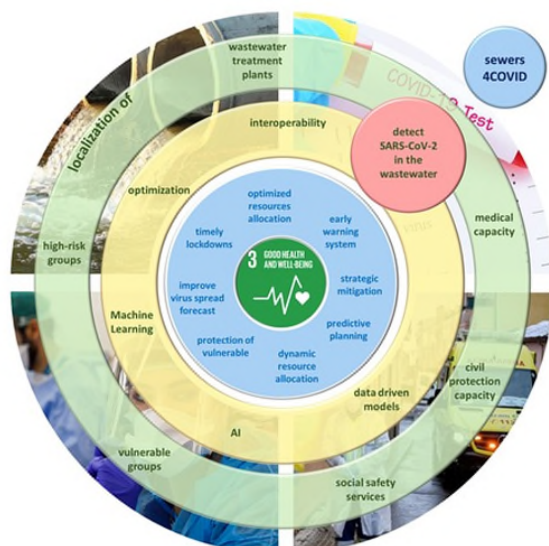 sewers
4COVID
COVID-19 Test
detect
SARS-CoV-2
in the
wastewater
localization of
wastewater
treatment
plants
medical
capacity
civil
protection
capacity
social safety
services
vulnerable
groups
high-risk
groups
interoperability
optimization
Machine
Learning
AI
data driven
models
optimized
resources
allocation
early
warning
system
strategic
mitigation
predictive
planning
dynamic
resource
allocation
protection of
vulnerable
improve
virus spread
forecast
timely
lockdowns
3 GOOD HEALTH
AND WELL-BEING